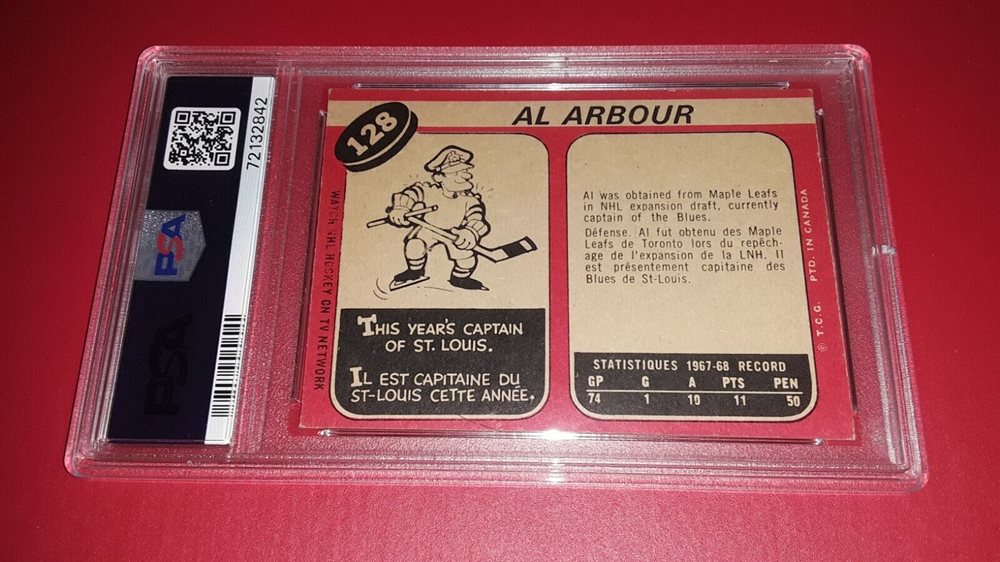 72132842
PSA
PSA
128
AL ARBOUR
WATCH NHL HOCKEY ON TV NETWORK
THIS YEAR'S CAPTAIN
OF ST. LOUIS.
IL EST CAPITAINE DU
ST-LOUIS CETTE ANNÉE.
Al was obtained from Maple Leafs
in NHL expansion draft, currently
captain of the Blues.
Défense. Al fut obtenu des Maple
Leafs de Toronto lors du repêch-
age de l'expansion de la LNH. Il
est présentement capitaine des
Blues de St-Louis.
STATISTIQUES 1967-68 RECORD
GP G A PTS PEN
74 1 10 11 50
© T.C.G. PTD. IN CANADA